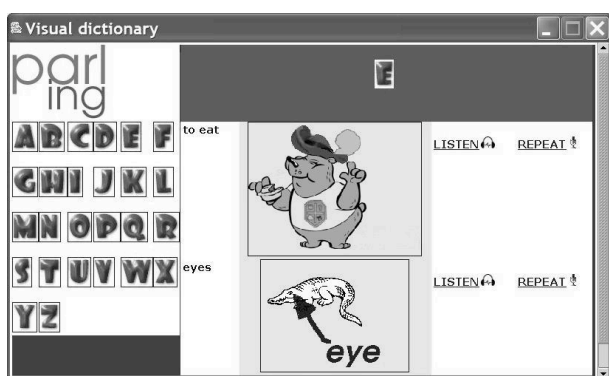 Visual dictionary
parl
ing
E
A B C D E F
G H I J K L
M N O P Q R
S T U V W X
Y Z
to eat
LISTEN REPEAT
eyes
LISTEN REPEAT
eye